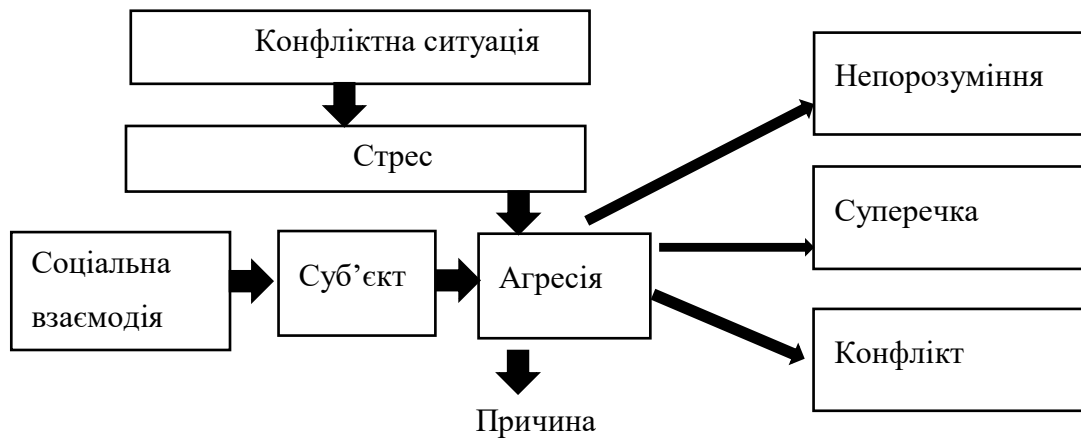 Конфліктна ситуація
Стрес
Соціальна
взаємодія
Суб’єкт
Агресія
Причина
Непорозуміння
Суперечка
Конфлікт